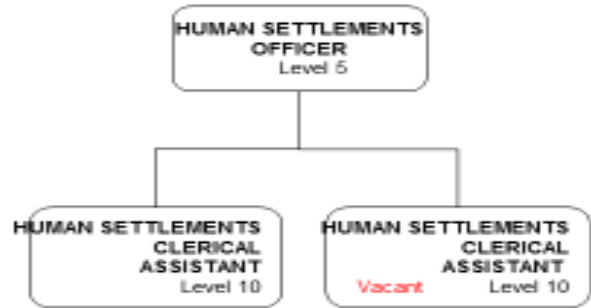 HUMAN SETTLEMENTS
OFFICER
Level 5
HUMAN SETTLEMENTS
CLERICAL
ASSISTANT
Level 10
HUMAN SETTLEMENTS
CLERICAL
ASSISTANT
Vacant Level 10